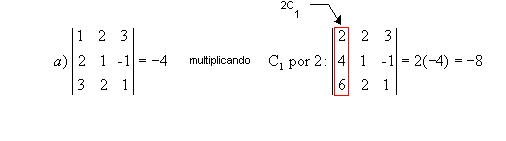 2C₁
1 2 3 2 2 3
a) 2 1 -1 = −4 multiplicando C₁ por 2: 4 1 -1 = 2(−4) = −8
3 2 1 6 2 1